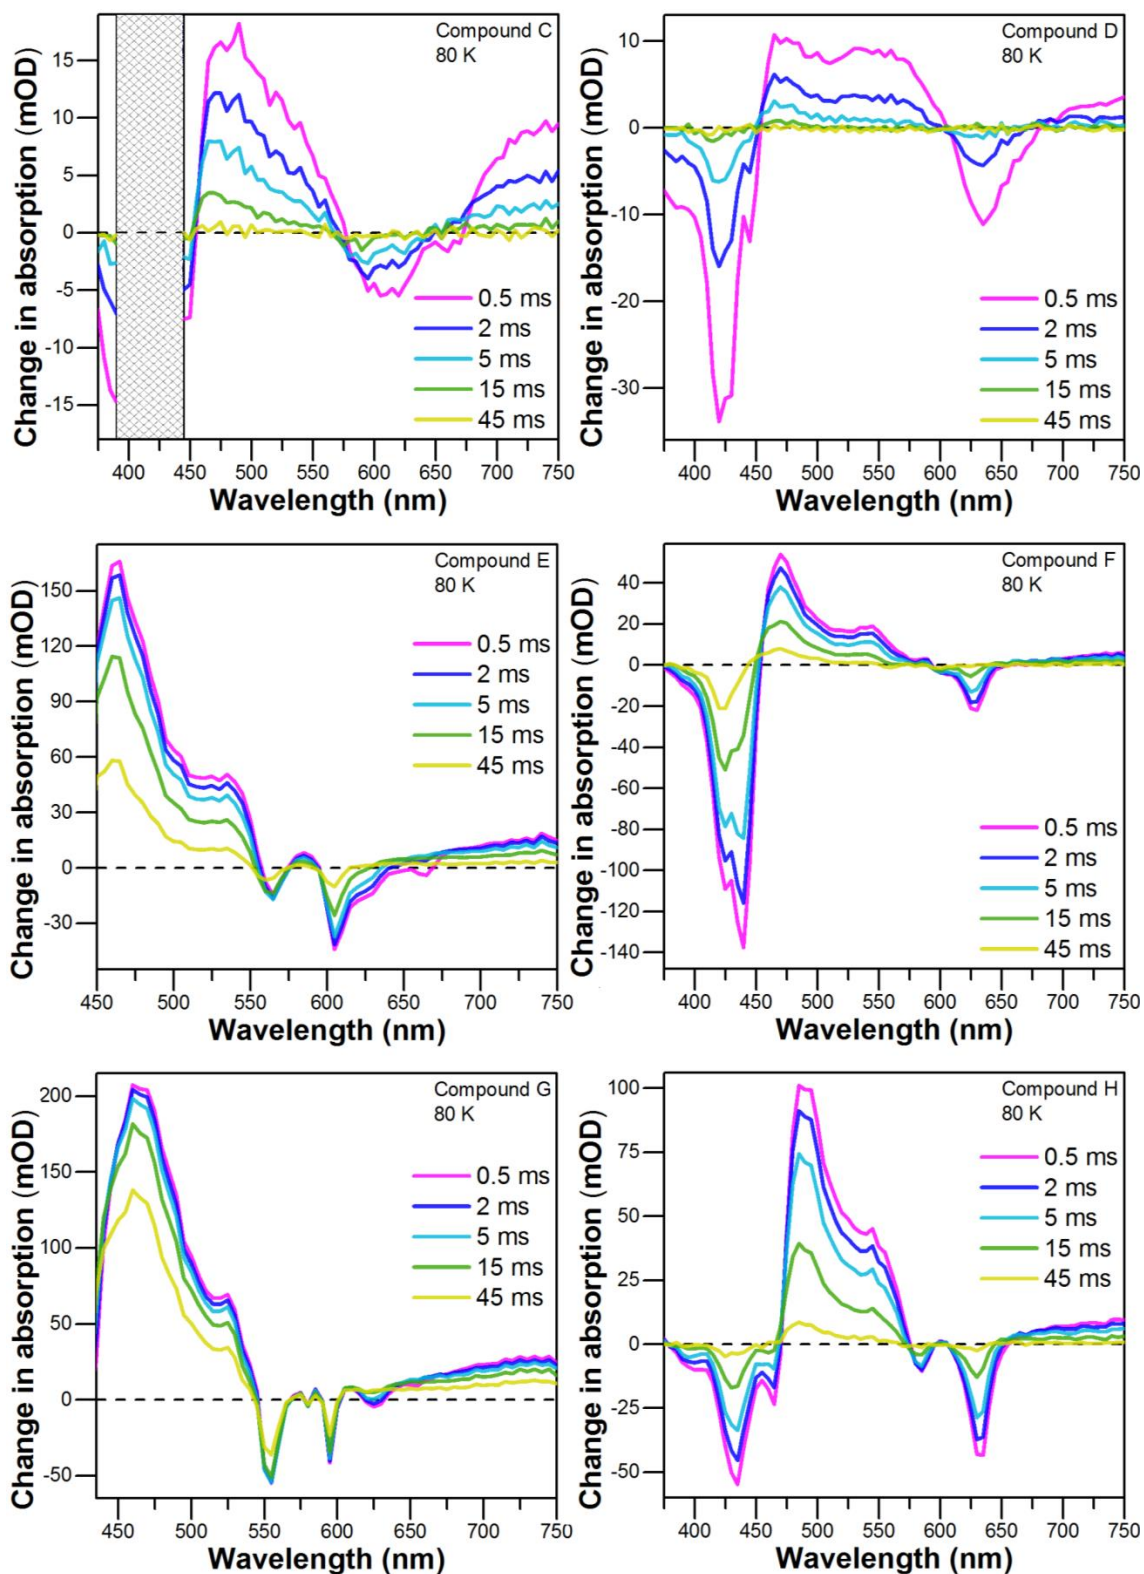 Compound C
80 K
Change in absorption (mOD)
15
10
5
0
-5
-10
-15
0.5 ms
2 ms
5 ms
15 ms
45 ms
400 450 500 550 600 650 700 750
Wavelength (nm)
Compound D
80 K
Change in absorption (mOD)
10
0
-10
-20
-30
0.5 ms
2 ms
5 ms
15 ms
45 ms
400 450 500 550 600 650 700 750
Wavelength (nm)
Compound E
80 K
Change in absorption (mOD)
150
120
90
60
30
0
-30
0.5 ms
2 ms
5 ms
15 ms
45 ms
450 500 550 600 650 700 750
Wavelength (nm)
Compound F
80 K
Change in absorption (mOD)
40
20
0
-20
-40
-60
-80
-100
-120
-140
0.5 ms
2 ms
5 ms
15 ms
45 ms
400 450 500 550 600 650 700 750
Wavelength (nm)
Compound G
80 K
Change in absorption (mOD)
200
150
100
50
0
-50
0.5 ms
2 ms
5 ms
15 ms
45 ms
450 500 550 600 650 700 750
Wavelength (nm)
Compound H
80 K
Change in absorption (mOD)
100
75
50
25
0
-25
-50
0.5 ms
2 ms
5 ms
15 ms
45 ms
400 450 500 550 600 650 700 750
Wavelength (nm)